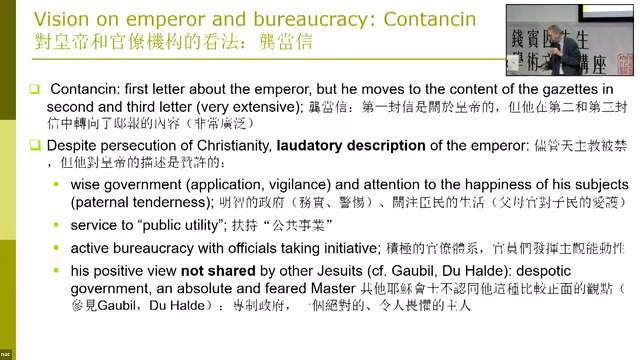 Vision on emperor and bureaucracy: Contancin
對皇帝和官僚機构的看法：龔當信
Contancin: first letter about the emperor, but he moves to the content of the gazettes in
second and third letter (very extensive); 龔當信：第一封信是關於皇帝的，但他在第二和第三封
信中轉向了邸報的內容（非常廣泛）
Despite persecution of Christianity, laudatory description of the emperor: 儘管天主教被禁
，但他對皇帝的描述是贊許的：
wise government (application, vigilance) and attention to the happiness of his subjects
(paternal tenderness); 明智的政府（務實、警惕）、關注臣民的生活（父母官對子民的愛護）
service to “public utility”; 扶持“公共事業”
active bureaucracy with officials taking initiative; 積極的官僚體系，官員們發揮主觀能動性
his positive view not shared by other Jesuits (cf. Gaubil, Du Halde): despotic
government, an absolute and feared Master 其他耶穌會士不認同他這種比較正面的觀點（
參見Gaubil，Du Halde）：專制政府，一個絕對的、令人畏懼的主人
錢賓四先生
學術文化講座
nac